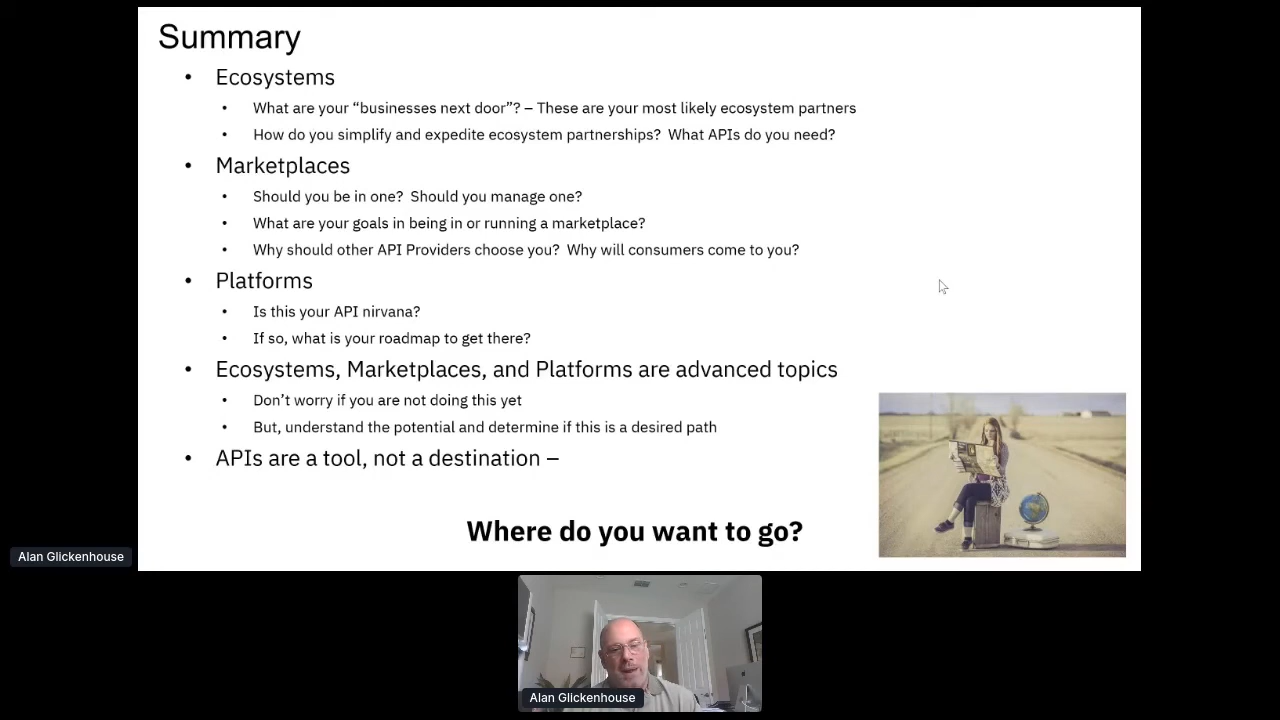 Summary
• Ecosystems
• What are your “businesses next door”? – These are your most likely ecosystem partners
• How do you simplify and expedite ecosystem partnerships?  What APIs do you need?
• Marketplaces
• Should you be in one?  Should you manage one?
• What are your goals in being in or running a marketplace?
• Why should other API Providers choose you?  Why will consumers come to you?
• Platforms
• Is this your API nirvana?
• If so, what is your roadmap to get there?
• Ecosystems, Marketplaces, and Platforms are advanced topics
• Don’t worry if you are not doing this yet
• But, understand the potential and determine if this is a desired path
• APIs are a tool, not a destination –
Where do you want to go?
Alan Glickenhouse
Alan Glickenhouse